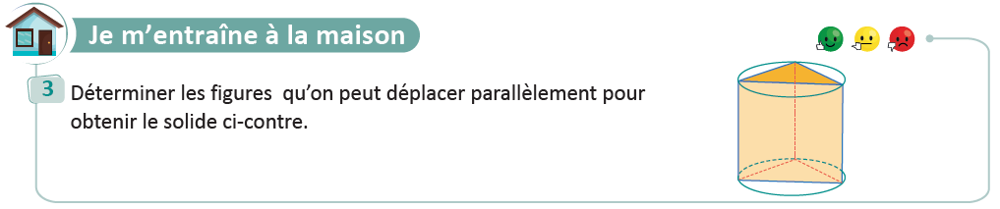 Je m’entraîne à la maison
3 Déterminer les figures qu’on peut déplacer parallèlement pour
obtenir le solide ci-contre.